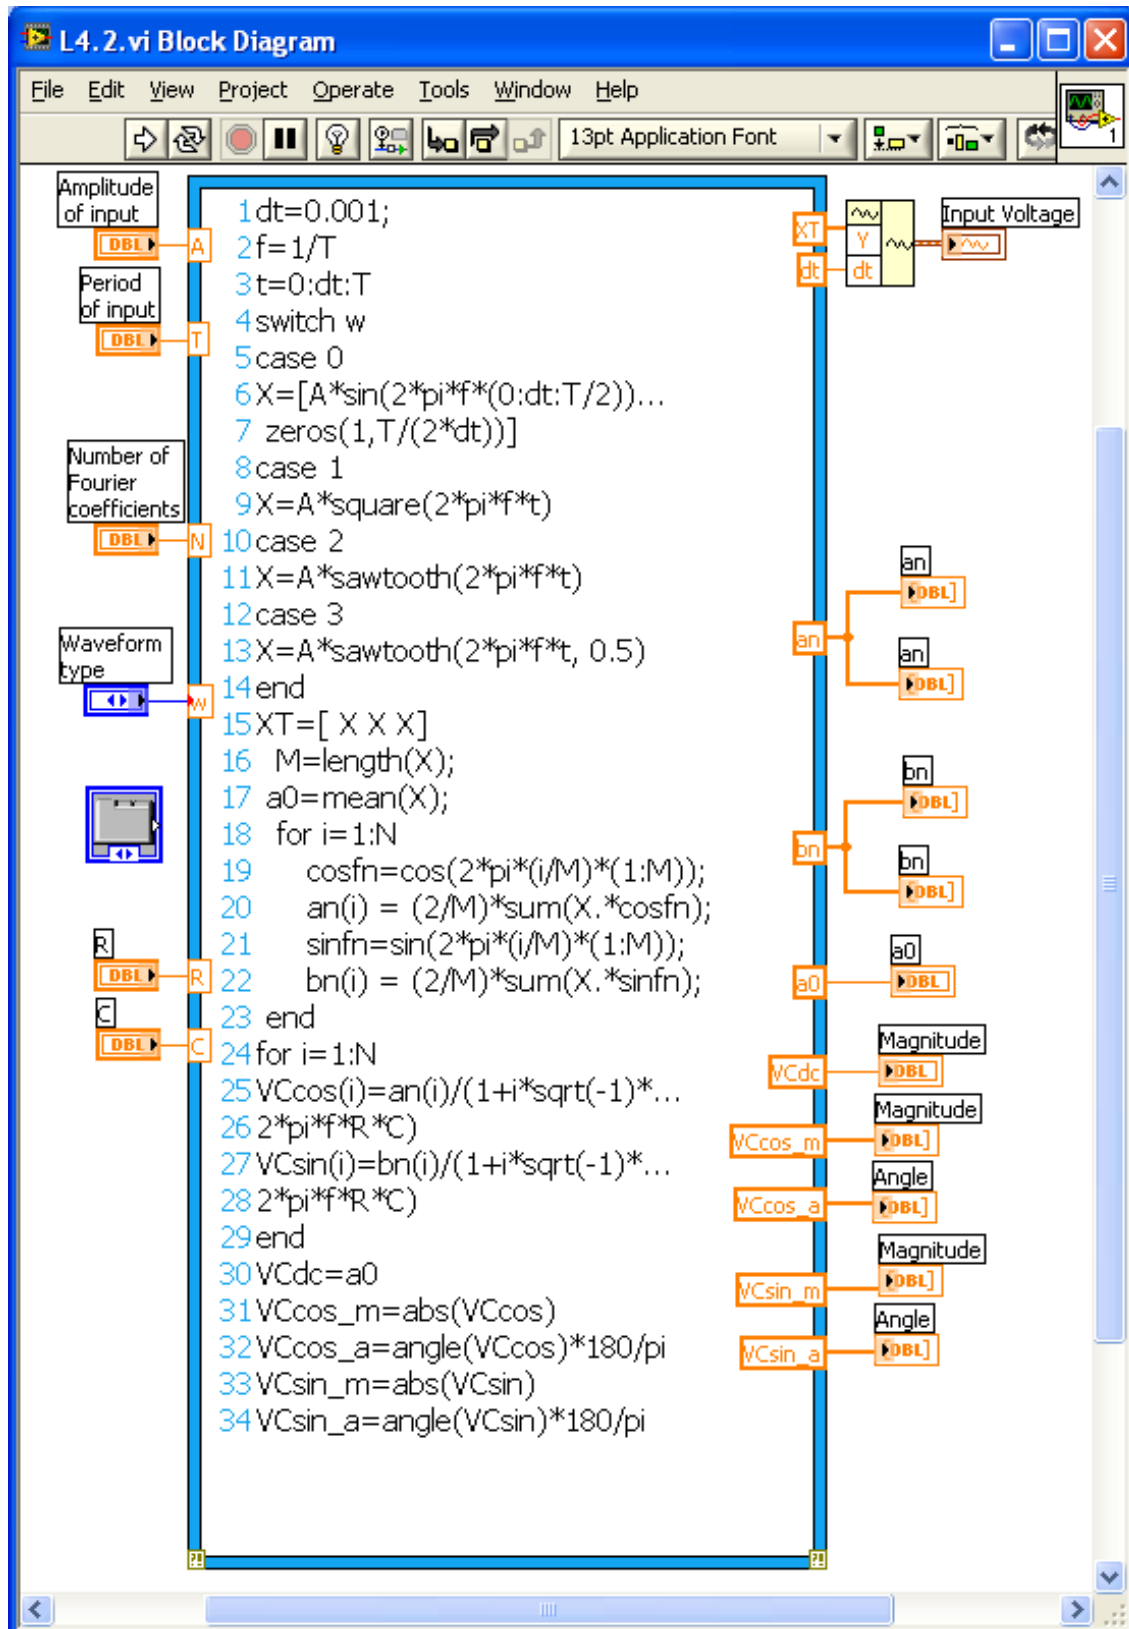 L4.2.vi Block Diagram
File Edit View Project Operate Tools Window Help
13pt Application Font
1
Amplitude
of input
DBL
A
Period
of input
DBL
T
Number of
Fourier
coefficients
DBL
N
Waveform
type
w
R
DBL
R
C
DBL
C
1 dt=0.001;
2 f=1/T
3 t=0:dt:T
4 switch w
5 case 0
6 X=[A*sin(2*pi*f*(0:dt:T/2))...
7 zeros(1,T/(2*dt))]
8 case 1
9 X=A*square(2*pi*f*t)
10 case 2
11 X=A*sawtooth(2*pi*f*t)
12 case 3
13 X=A*sawtooth(2*pi*f*t, 0.5)
14 end
15 XT=[ X X X]
16 M=length(X);
17 a0=mean(X);
18 for i=1:N
19 cosfn=cos(2*pi*(i/M)*(1:M));
20 an(i) = (2/M)*sum(X.*cosfn);
21 sinfn=sin(2*pi*(i/M)*(1:M));
22 bn(i) = (2/M)*sum(X.*sinfn);
23 end
24 for i=1:N
25 VCcos(i)=an(i)/(1+i*sqrt(-1)*...
26 2*pi*f*R*C)
27 VCsin(i)=bn(i)/(1+i*sqrt(-1)*...
28 2*pi*f*R*C)
29 end
30 VCdc=a0
31 VCcos_m=abs(VCcos)
32 VCcos_a=angle(VCcos)*180/pi
33 VCsin_m=abs(VCsin)
34 VCsin_a=angle(VCsin)*180/pi
XT
dt
Y
dt
Input Voltage
an
an
[DBL]
an
[DBL]
bn
bn
[DBL]
bn
[DBL]
a0
a0
DBL
VCdc
Magnitude
DBL
VCcos_m
Magnitude
[DBL]
VCcos_a
Angle
[DBL]
VCsin_m
Magnitude
[DBL]
VCsin_a
Angle
[DBL]